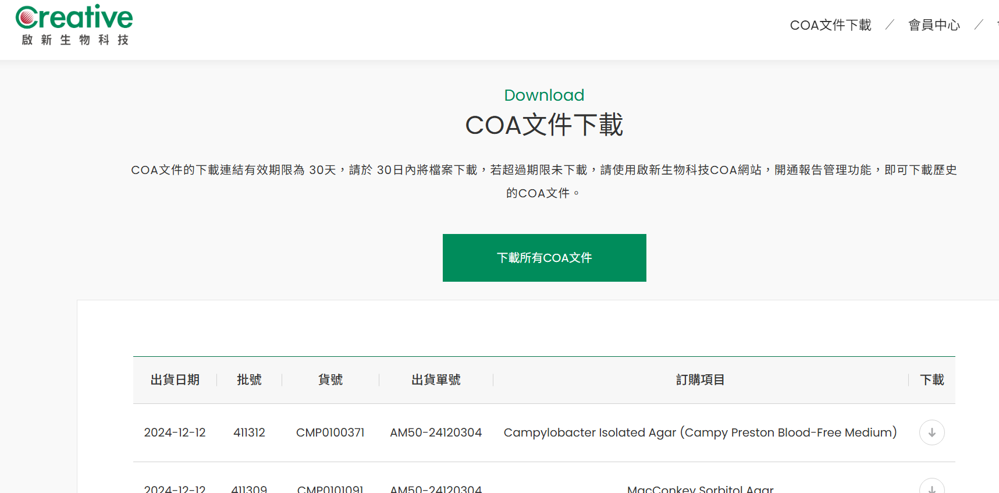 Creative
啟新生物科技
COA文件下載 ／ 會員中心 ／
Download
COA文件下載
COA文件的下載連結有效期限為 30天，請於 30日內將檔案下載，若超過期限未下載，請使用啟新生物科技COA網站，開通報告管理功能，即可下載歷史
的COA文件。
下載所有COA文件
出貨日期 批號 貨號 出貨單號 訂購項目 下載
2024-12-12 411312 CMP0100371 AM50-24120304 Campylobacter Isolated Agar (Campy Preston Blood-Free Medium)
2024-12-12 411309 CMP0101091 AM50-24120304 MacConkey Sorbitol Agar